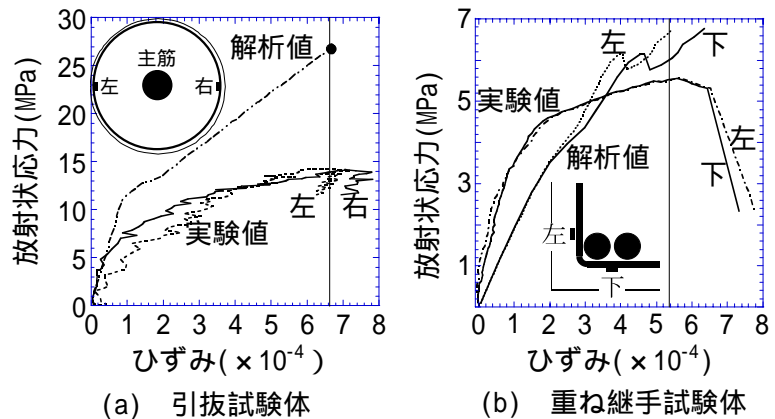 放射状応力(MPa)
30
25
20
15
10
5
0
主筋
左
右
解析値
実験値
左
右
0 1 2 3 4 5 6 7 8
ひずみ(×10-4)
(a) 引抜試験体
放射状応力(MPa)
7
5
3
1
左
下
実験値
解析値
左
下
左
下
0 1 2 3 4 5 6 7 8
ひずみ(×10-4)
(b) 重ね継手試験体